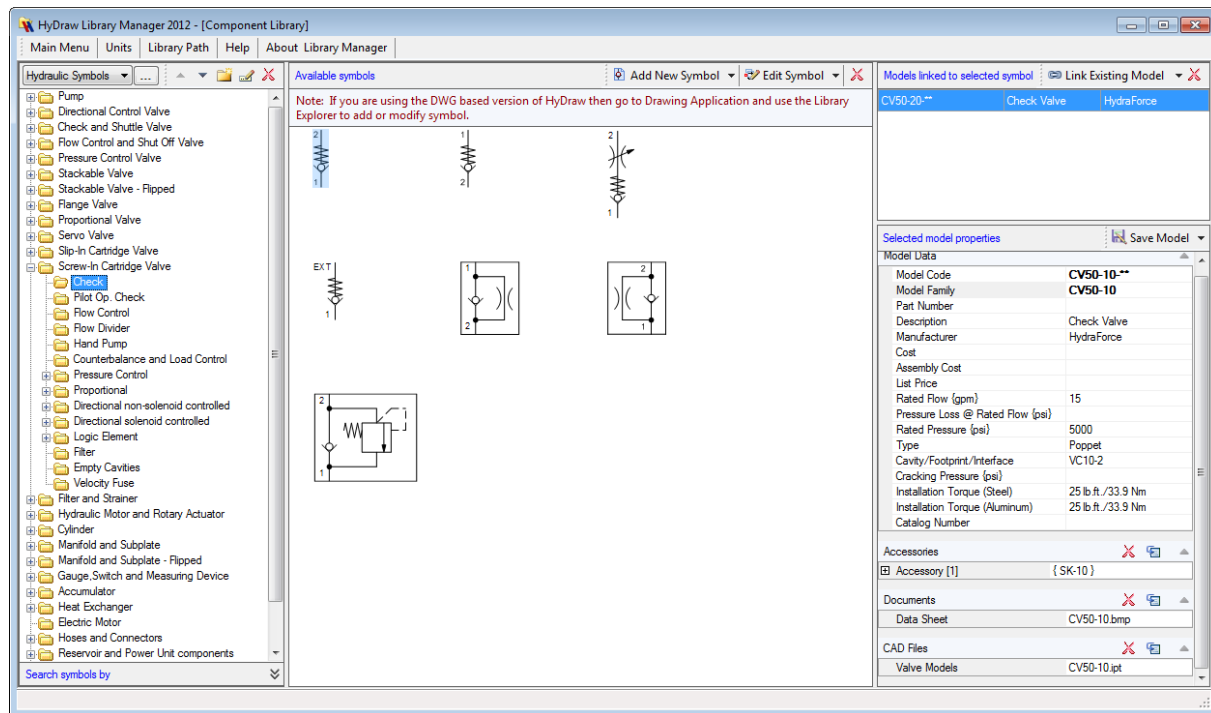 HyDraw Library Manager 2012 - [Component Library]
Main Menu Units Library Path Help About Library Manager
Hydraulic Symbols ...
Pump
Directional Control Valve
Check and Shuttle Valve
Flow Control and Shut Off Valve
Pressure Control Valve
Stackable Valve
Stackable Valve - Flipped
Flange Valve
Proportional Valve
Servo Valve
Slip-In Cartridge Valve
Screw-In Cartridge Valve
Check
Pilot Op. Check
Flow Control
Flow Divider
Hand Pump
Counterbalance and Load Control
Pressure Control
Proportional
Directional non-solenoid controlled
Directional solenoid controlled
Logic Element
Filter
Empty Cavities
Velocity Fuse
Filter and Strainer
Hydraulic Motor and Rotary Actuator
Cylinder
Manifold and Subplate
Manifold and Subplate - Flipped
Gauge,Switch and Measuring Device
Accumulator
Heat Exchanger
Electric Motor
Hoses and Connectors
Reservoir and Power Unit components
Search symbols by
Available symbols Add New Symbol Edit Symbol
Note: If you are using the DWG based version of HyDraw then go to Drawing Application and use the Library
Explorer to add or modify symbol.
2 1 2
1 2
1
EXT 1 2
1
2 1
2
1
Models linked to selected symbol Link Existing Model
CV50-20-** Check Valve HydraForce
Selected model properties Save Model
Model Data
Model Code CV50-10-**
Model Family CV50-10
Part Number
Description Check Valve
Manufacturer HydraForce
Cost
Assembly Cost
List Price
Rated Flow {gpm} 15
Pressure Loss @ Rated Flow {psi}
Rated Pressure {psi} 5000
Type Poppet
Cavity/Footprint/Interface VC10-2
Cracking Pressure {psi}
Installation Torque (Steel) 25 lb.ft./33.9 Nm
Installation Torque (Aluminum) 25 lb.ft./33.9 Nm
Catalog Number
Accessories
Accessory [1] { SK-10 }
Documents
Data Sheet CV50-10.bmp
CAD Files
Valve Models CV50-10.ipt